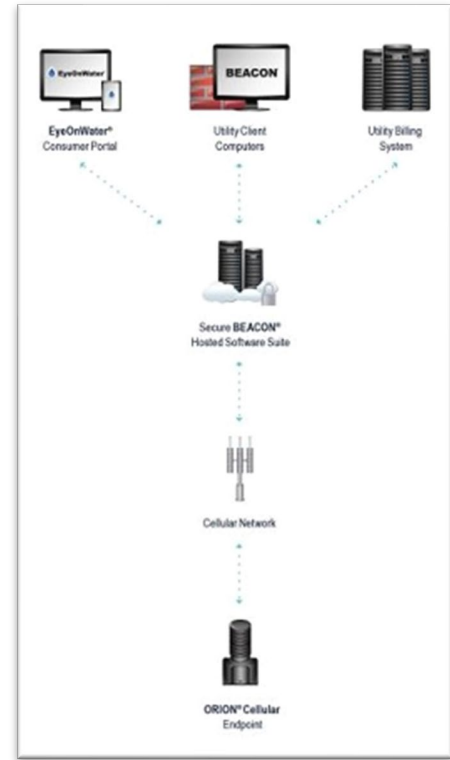 EyeOnWater
BEACON
EyeOnWater®
Consumer Portal
Utility Client
Computers
Utility Billing
System
Secure BEACON®
Hosted Software Suite
Cellular Network
ORION® Cellular
Endpoint